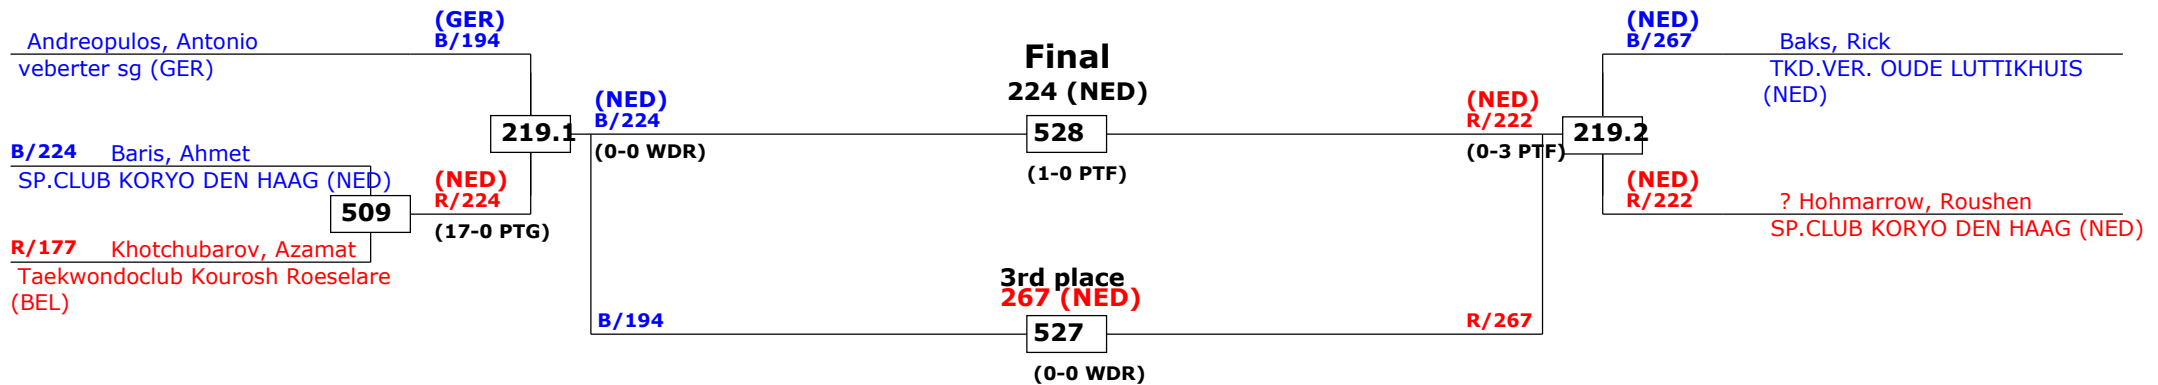 (GER)
Andreopulos, Antonio
B/194
veberter sg (GER)
B/224
Baris, Ahmet
SP.CLUB KORYO DEN HAAG (NED)
509
R/177
Khotchubarov, Azamat
Taekwondoclub Kourosh Roeselare
(BEL)
(NED)
R/224
(17-0 PTG)
219.1
(NED)
B/224
(0-0 WDR)
Final
224 (NED)
528
(1-0 PTF)
3rd place
267 (NED)
B/194
527
R/267
(0-0 WDR)
(NED)
R/222
(0-3 PTF)
219.2
(NED)
B/267
Baks, Rick
TKD.VER. OUDE LUTTIKHUIS
(NED)
(NED)
R/222
? Hohmarrow, Roushen
SP.CLUB KORYO DEN HAAG (NED)